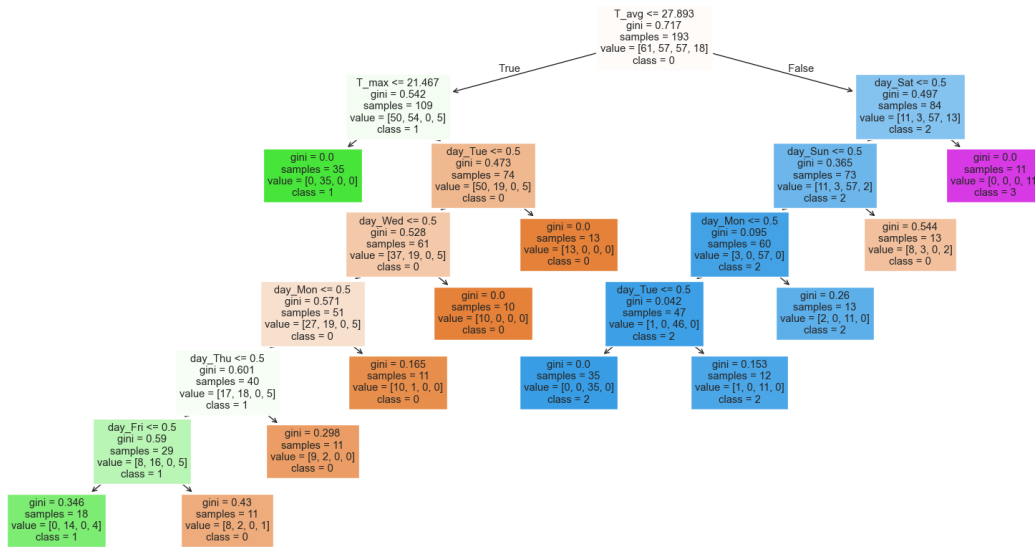 T_avg <= 27.893
gini = 0.717
samples = 193
value = [61, 57, 57, 18]
class = 0
True
False
T_max <= 21.467
gini = 0.542
samples = 109
value = [50, 54, 0, 5]
class = 1
day_Sat <= 0.5
gini = 0.497
samples = 84
value = [11, 3, 57, 13]
class = 2
gini = 0.0
samples = 35
value = [0, 35, 0, 0]
class = 1
day_Tue <= 0.5
gini = 0.473
samples = 74
value = [50, 19, 0, 5]
class = 0
day_Sun <= 0.5
gini = 0.365
samples = 73
value = [11, 3, 57, 2]
class = 2
gini = 0.0
samples = 11
value = [0, 0, 0, 11]
class = 3
day_Wed <= 0.5
gini = 0.528
samples = 61
value = [37, 19, 0, 5]
class = 0
gini = 0.0
samples = 13
value = [13, 0, 0, 0]
class = 0
day_Mon <= 0.5
gini = 0.095
samples = 60
value = [3, 0, 57, 0]
class = 2
gini = 0.544
samples = 13
value = [8, 3, 0, 2]
class = 0
day_Mon <= 0.5
gini = 0.571
samples = 51
value = [27, 19, 0, 5]
class = 0
gini = 0.0
samples = 10
value = [10, 0, 0, 0]
class = 0
day_Tue <= 0.5
gini = 0.042
samples = 47
value = [1, 0, 46, 0]
class = 2
gini = 0.26
samples = 13
value = [2, 0, 11, 0]
class = 2
day_Thu <= 0.5
gini = 0.601
samples = 40
value = [17, 18, 0, 5]
class = 1
gini = 0.165
samples = 11
value = [10, 1, 0, 0]
class = 0
gini = 0.0
samples = 35
value = [0, 0, 35, 0]
class = 2
gini = 0.153
samples = 12
value = [1, 0, 11, 0]
class = 2
day_Fri <= 0.5
gini = 0.59
samples = 29
value = [8, 16, 0, 5]
class = 1
gini = 0.298
samples = 11
value = [9, 2, 0, 0]
class = 0
gini = 0.346
samples = 18
value = [0, 14, 0, 4]
class = 1
gini = 0.43
samples = 11
value = [8, 2, 0, 1]
class = 0